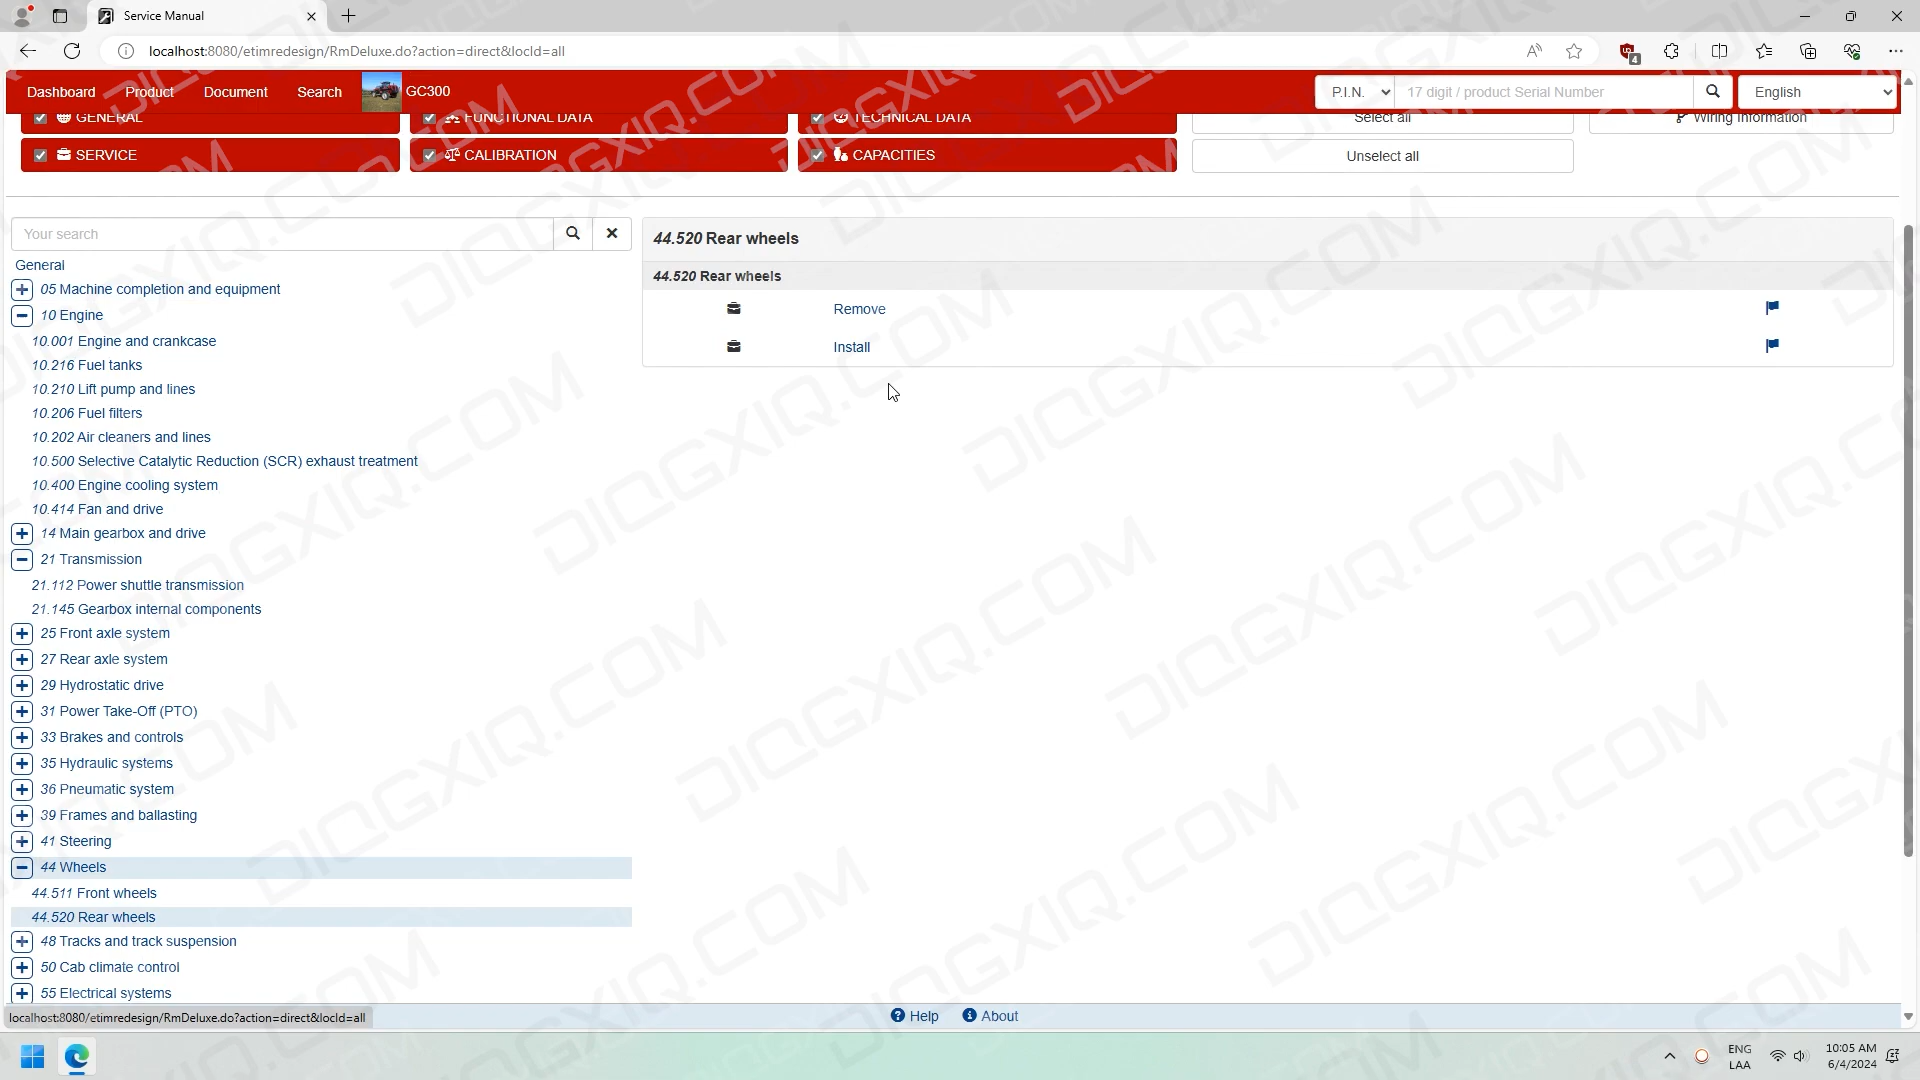 Service Manual
localhost:8080/etimredesign/RmDeluxe.do?action=direct&locId=all
4
Dashboard Product Document Search GC300 P.I.N. 17 digit / product Serial Number English
GENERAL FUNCTIONAL DATA TECHNICAL DATA Select all Wiring Information
SERVICE CALIBRATION CAPACITIES Unselect all
Your search
44.520 Rear wheels
General
44.520 Rear wheels
05 Machine completion and equipment
Remove
10 Engine
10.001 Engine and crankcase
Install
10.216 Fuel tanks
10.210 Lift pump and lines
10.206 Fuel filters
10.202 Air cleaners and lines
10.500 Selective Catalytic Reduction (SCR) exhaust treatment
10.400 Engine cooling system
10.414 Fan and drive
14 Main gearbox and drive
21 Transmission
21.112 Power shuttle transmission
21.145 Gearbox internal components
25 Front axle system
27 Rear axle system
29 Hydrostatic drive
31 Power Take-Off (PTO)
33 Brakes and controls
35 Hydraulic systems
36 Pneumatic system
39 Frames and ballasting
41 Steering
44 Wheels
44.511 Front wheels
44.520 Rear wheels
48 Tracks and track suspension
50 Cab climate control
55 Electrical systems
localhost:8080/etimredesign/RmDeluxe.do?action=direct&locId=all
Help About
ENG
LAA
10:05 AM
6/4/2024
DIAGXIQ.COM